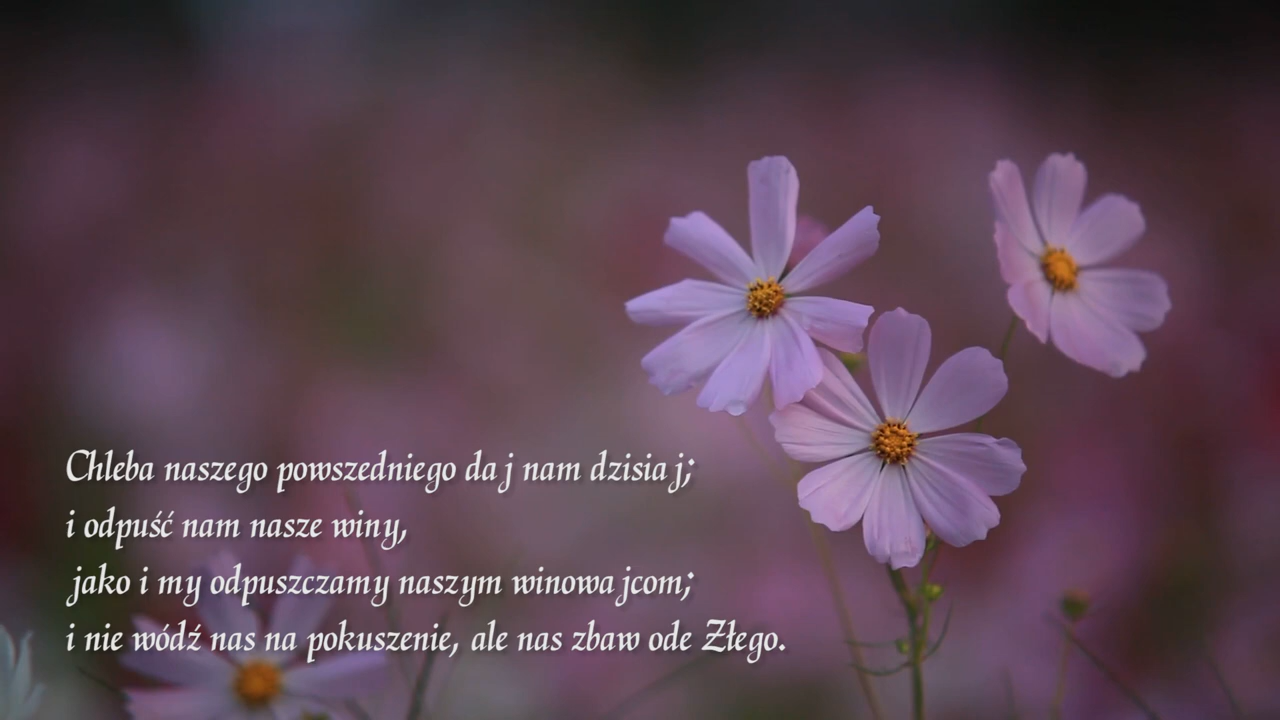 Chleba naszego powszedniego daj nam dzisiaj;
i odpuść nam nasze winy,
jako i my odpuszczamy naszym winowajcom;
i nie wódź nas na pokuszenie, ale nas zbaw ode Złego.